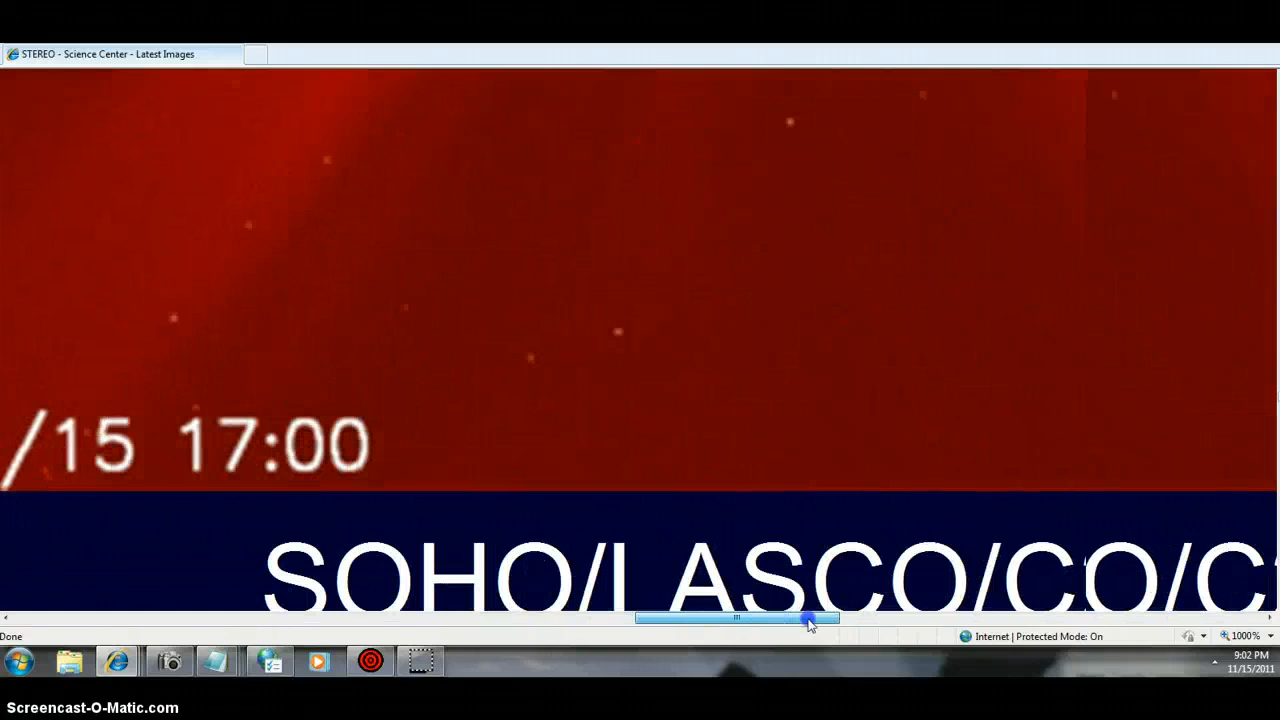 STEREO - Science Center - Latest Images
/15 17:00
SOHO/LASCO/C
Done
Internet | Protected Mode: On
1000%
9:02 PM
11/15/2011
Screencast-O-Matic.com